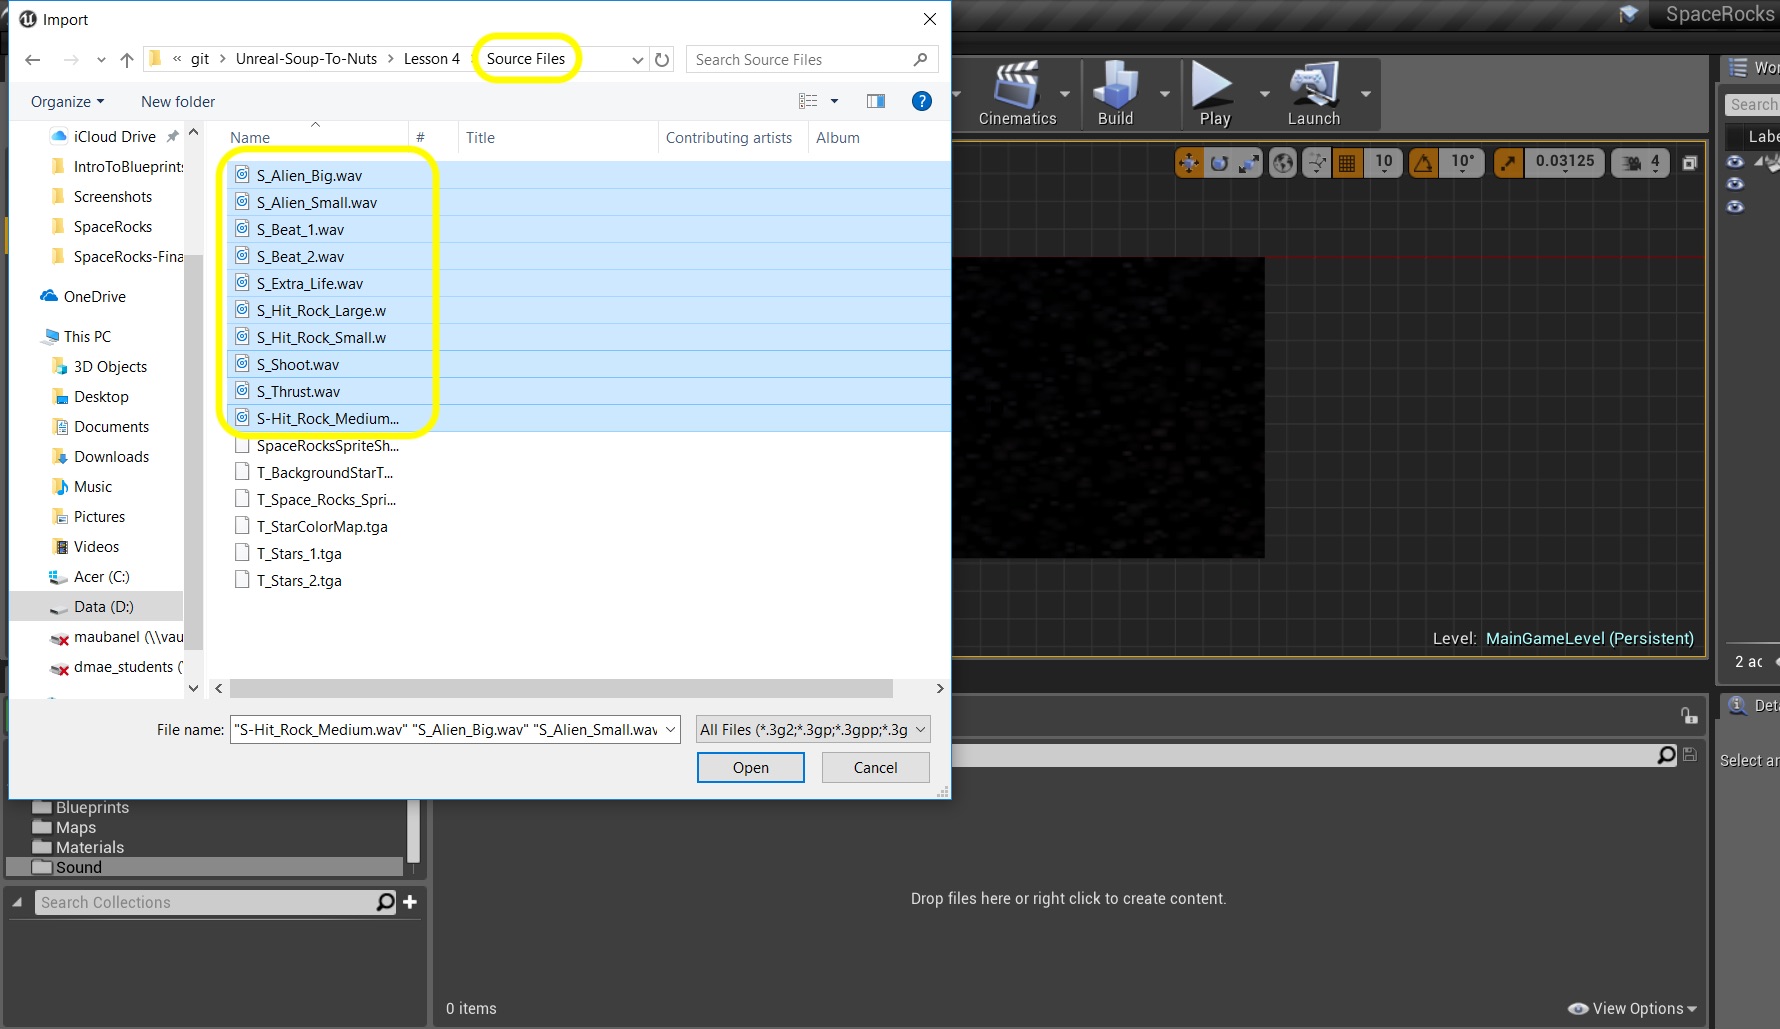 Import
SpaceRocks
« git > Unreal-Soup-To-Nuts > Lesson 4 Source Files
Search Source Files
Organize
New folder
iCloud Drive
IntroToBlueprints
Screenshots
SpaceRocks
SpaceRocks-Fina
OneDrive
This PC
3D Objects
Desktop
Documents
Downloads
Music
Pictures
Videos
Acer (C:)
Data (D:)
maubanel (\\vau
dmae_students (
Name # Title Contributing artists Album
S_Alien_Big.wav
S_Alien_Small.wav
S_Beat_1.wav
S_Beat_2.wav
S_Extra_Life.wav
S_Hit_Rock_Large.w
S_Hit_Rock_Small.w
S_Shoot.wav
S_Thrust.wav
S-Hit_Rock_Medium...
SpaceRocksSpriteSh...
T_BackgroundStarT...
T_Space_Rocks_Spri...
T_StarColorMap.tga
T_Stars_1.tga
T_Stars_2.tga
File name: "S-Hit_Rock_Medium.wav" "S_Alien_Big.wav" "S_Alien_Small.wav
All Files (*.3g2;*.3gp;*.3gpp;*.3g
Open
Cancel
Cinematics
Build
Play
Launch
10
10°
0.03125
4
Level: MainGameLevel (Persistent)
Wor
Search
Labe
2 ac
Deta
Select an
Blueprints
Maps
Materials
Sound
Search Collections
Drop files here or right click to create content.
0 items
View Options